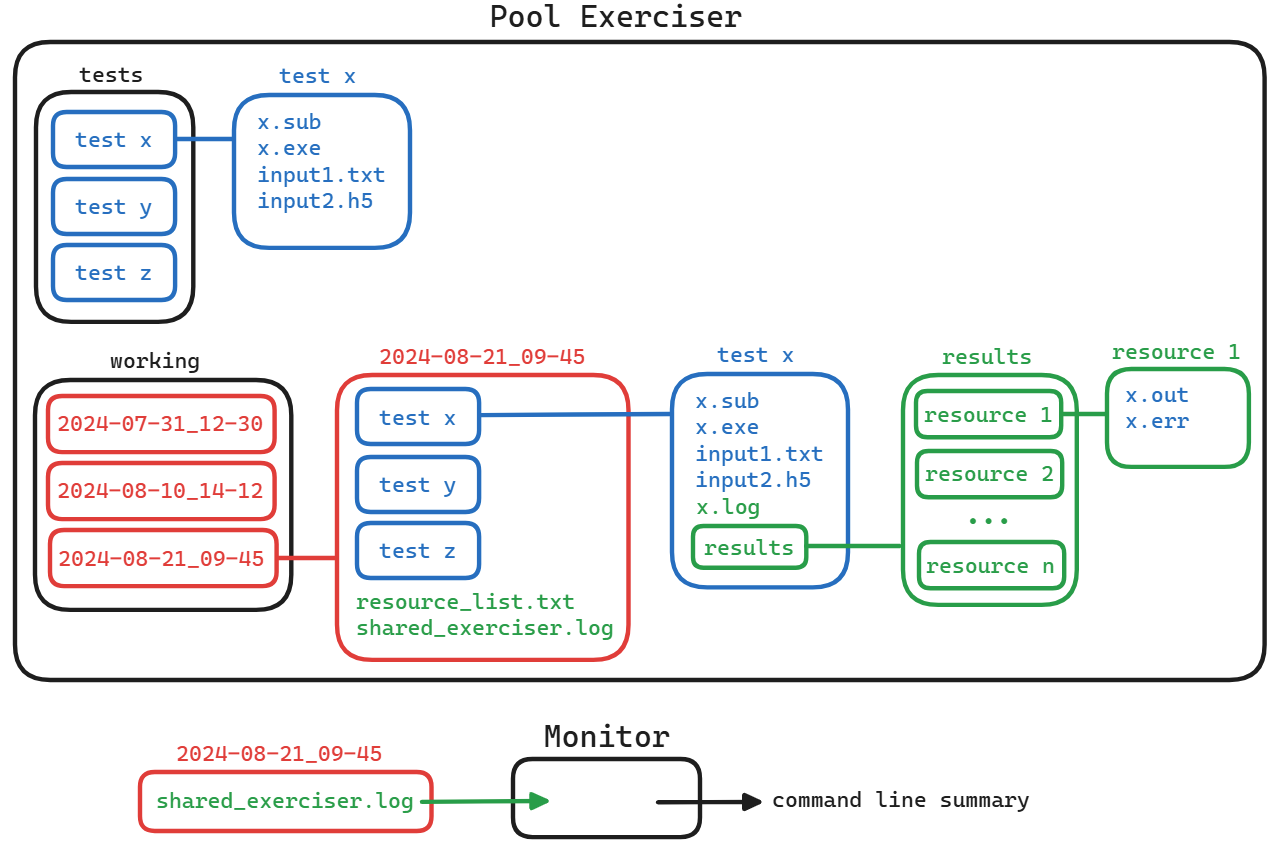 Pool Exerciser
tests
test x
test y
test z
test x
x.sub
x.exe
input1.txt
input2.h5
working
2024-07-31_12-30
2024-08-10_14-12
2024-08-21_09-45
2024-08-21_09-45
test x
test y
test z
resource_list.txt
shared_exerciser.log
test x
x.sub
x.exe
input1.txt
input2.h5
x.log
results
results
resource 1
resource 2
...
resource n
resource 1
x.out
x.err
2024-08-21_09-45
shared_exerciser.log
Monitor
command line summary